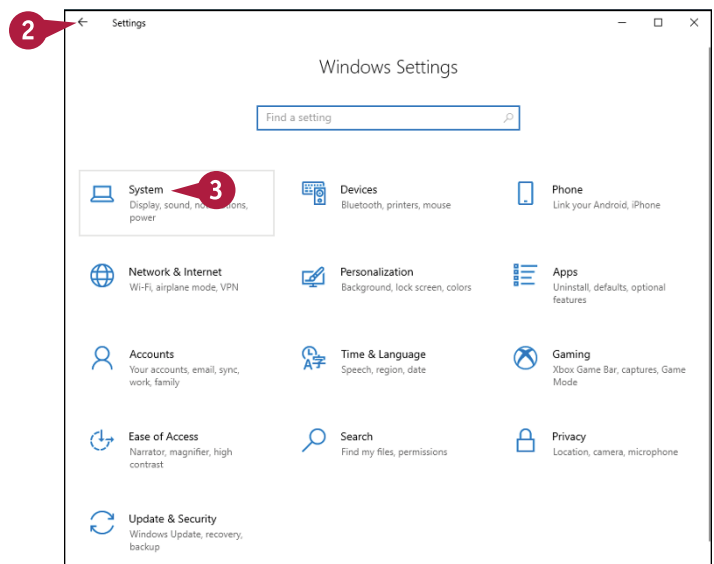 2
Settings
Windows Settings
Find a setting
System
3
Display, sound,
power
Devices
Bluetooth, printers, mouse
Phone
Link your Android, iPhone
Network & Internet
Wi-Fi, airplane mode, VPN
Personalization
Background, lock screen, colors
Apps
Uninstall, defaults, optional
features
Accounts
Your accounts, email, sync,
work, family
Time & Language
Speech, region, date
Gaming
Xbox Game Bar, captures, Game
Mode
Ease of Access
Narrator, magnifier, high
contrast
Search
Find my files, permissions
Privacy
Location, camera, microphone
Update & Security
Windows Update, recovery,
backup